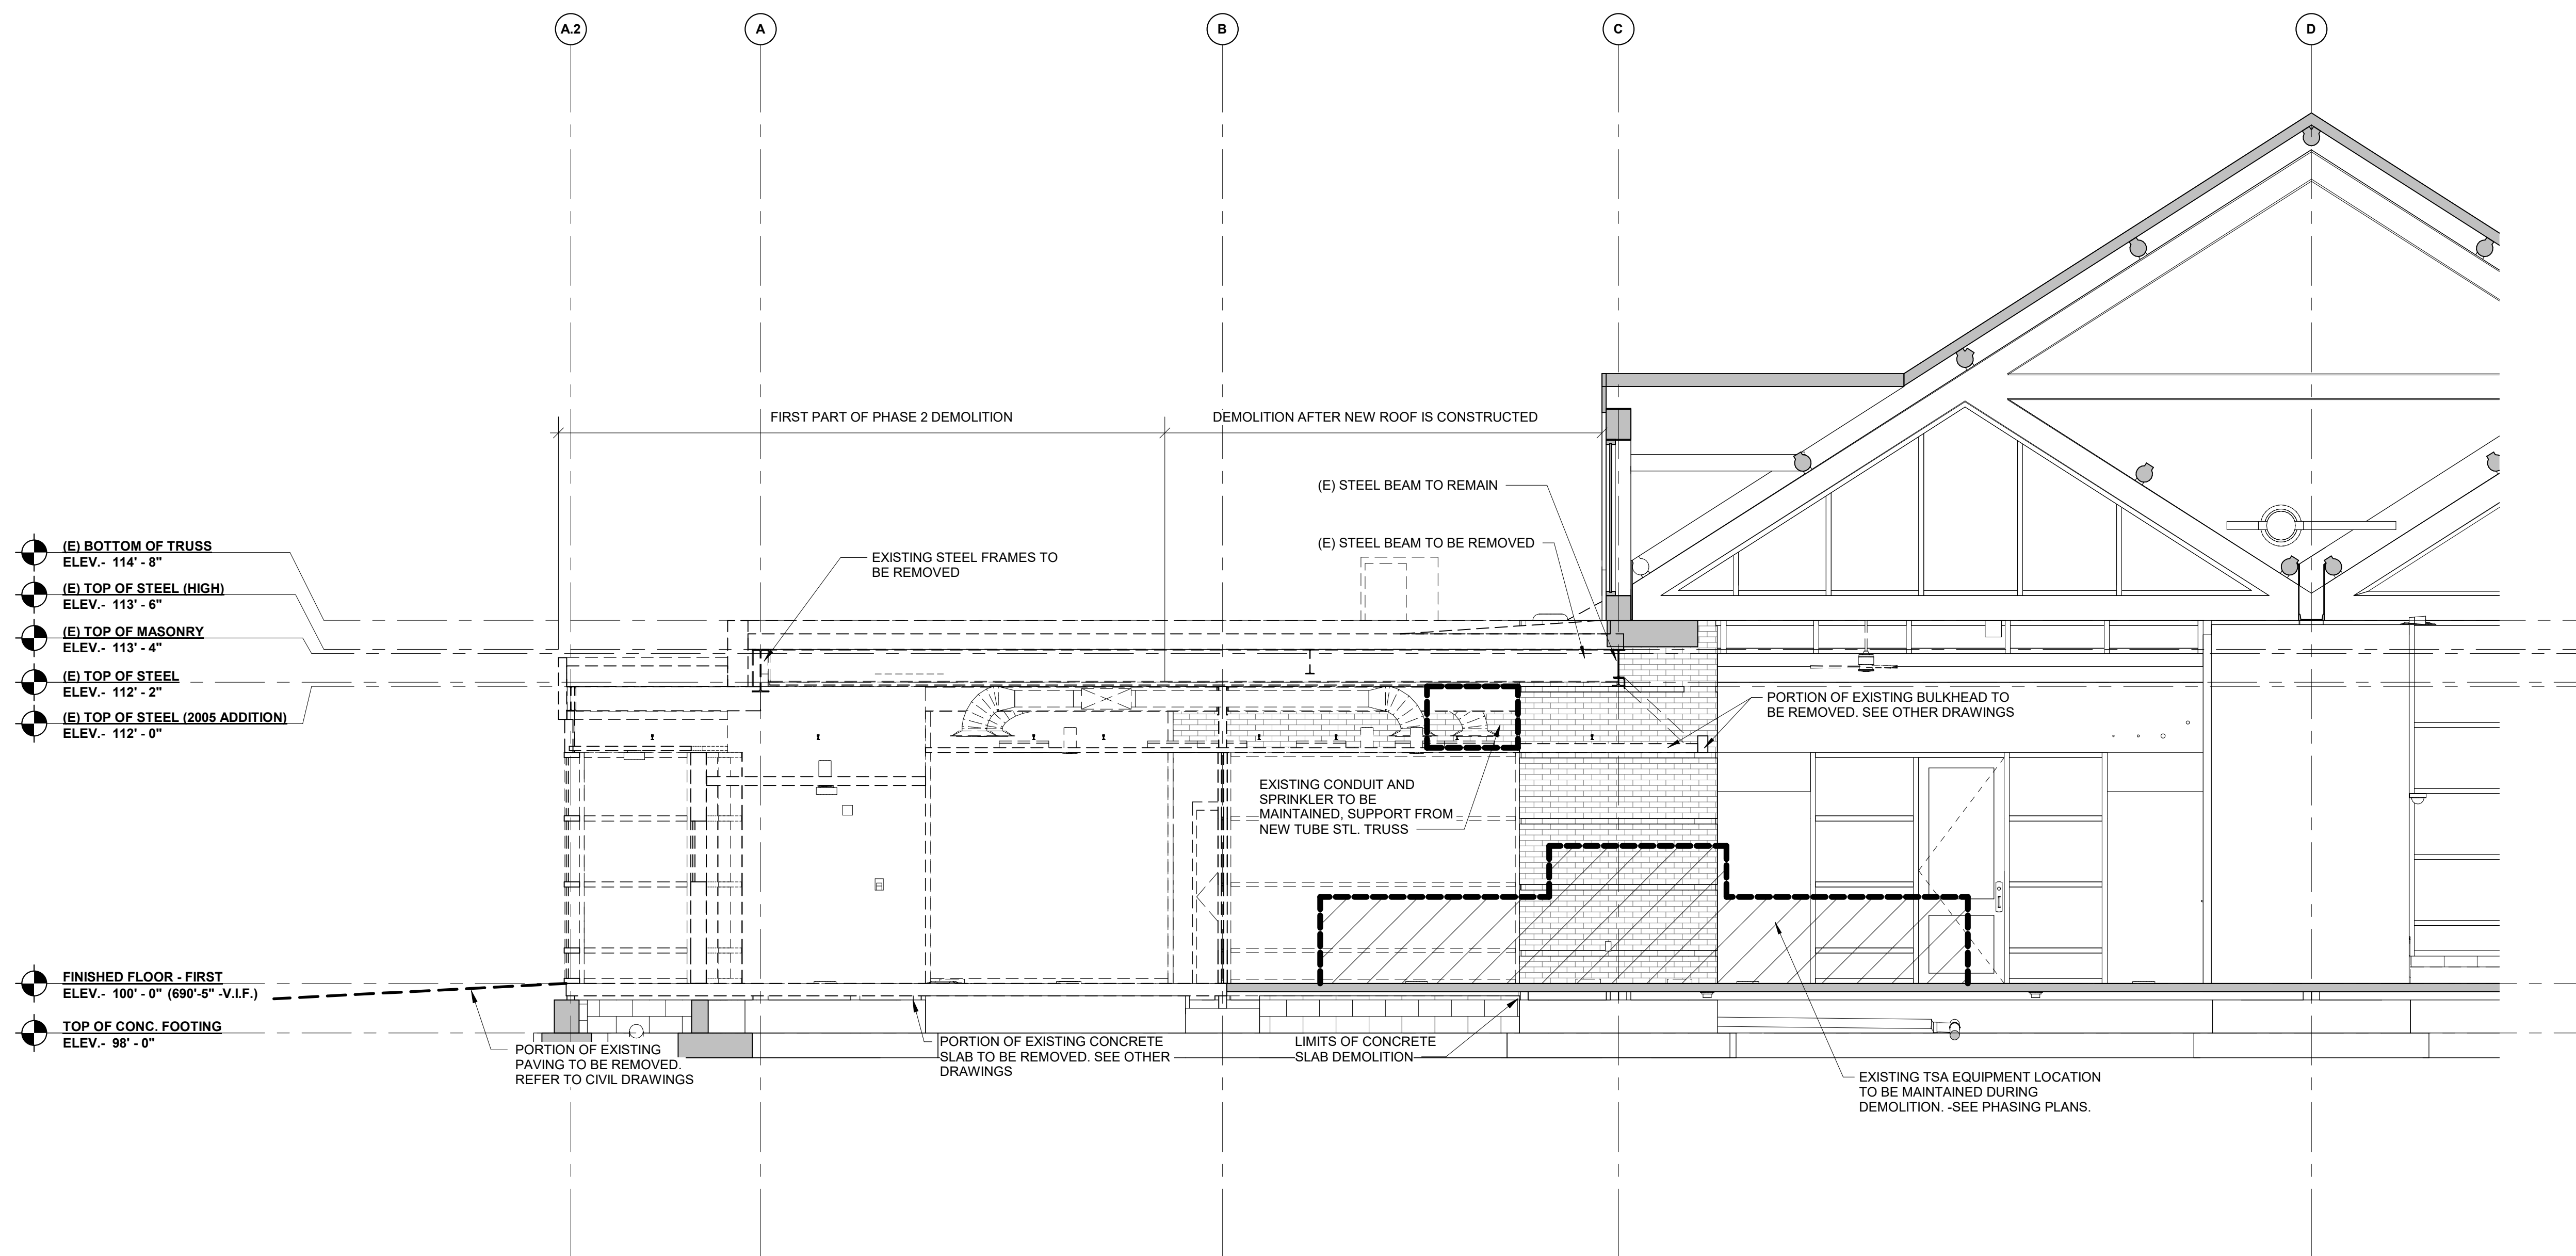 A.2
A
B
C
D
FIRST PART OF PHASE 2 DEMOLITION
DEMOLITION AFTER NEW ROOF IS CONSTRUCTED
(E) STEEL BEAM TO REMAIN
(E) STEEL BEAM TO BE REMOVED
EXISTING STEEL FRAMES TO
BE REMOVED
(E) BOTTOM OF TRUSS
ELEV.- 114' - 8"
(E) TOP OF STEEL (HIGH)
ELEV.- 113' - 6"
(E) TOP OF MASONRY
ELEV.- 113' - 4"
(E) TOP OF STEEL
ELEV.- 112' - 2"
(E) TOP OF STEEL (2005 ADDITION)
ELEV.- 112' - 0"
PORTION OF EXISTING BULKHEAD TO
BE REMOVED. SEE OTHER DRAWINGS
EXISTING CONDUIT AND
SPRINKLER TO BE
MAINTAINED, SUPPORT FROM
NEW TUBE STL. TRUSS
FINISHED FLOOR - FIRST
ELEV.- 100' - 0" (690'-5" -V.I.F.)
TOP OF CONC. FOOTING
ELEV.- 98' - 0"
PORTION OF EXISTING
PAVING TO BE REMOVED.
REFER TO CIVIL DRAWINGS
PORTION OF EXISTING CONCRETE
SLAB TO BE REMOVED. SEE OTHER
DRAWINGS
LIMITS OF CONCRETE
SLAB DEMOLITION
EXISTING TSA EQUIPMENT LOCATION
TO BE MAINTAINED DURING
DEMOLITION. -SEE PHASING PLANS.